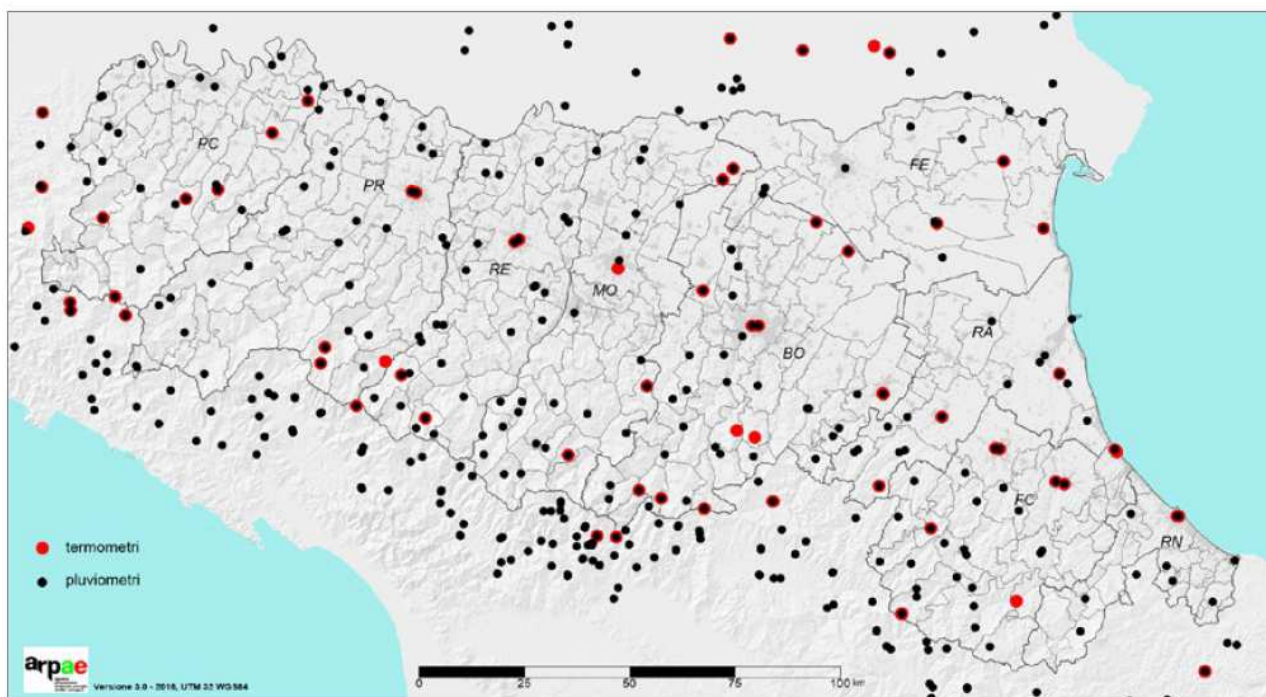 PC
FE
PR
RE
MO
BO
RA
FC
RN
termometri
pluviometri
arpae
Versione 3.0 - 2016, UTM 32 WGS84
0 25 50 75 100 km